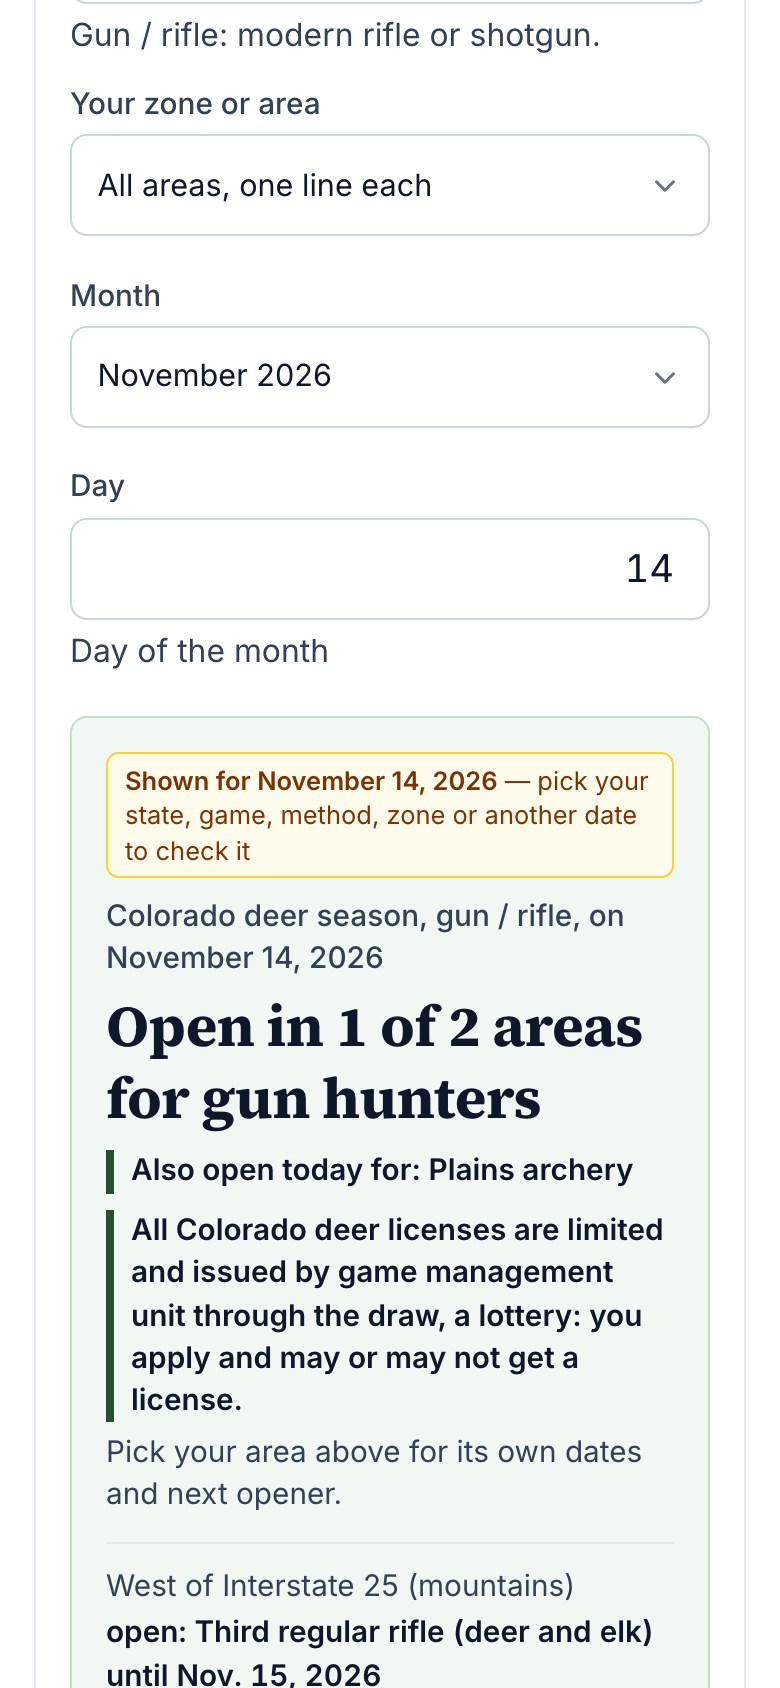 Gun / rifle: modern rifle or shotgun.
Your zone or area
All areas, one line each
Month
November 2026
Day
14
Day of the month
Shown for November 14, 2026 — pick your
state, game, method, zone or another date
to check it
Colorado deer season, gun / rifle, on
November 14, 2026
Open in 1 of 2 areas
for gun hunters
Also open today for: Plains archery
All Colorado deer licenses are limited
and issued by game management
unit through the draw, a lottery: you
apply and may or may not get a
license.
Pick your area above for its own dates
and next opener.
West of Interstate 25 (mountains)
open: Third regular rifle (deer and elk)
until Nov. 15, 2026